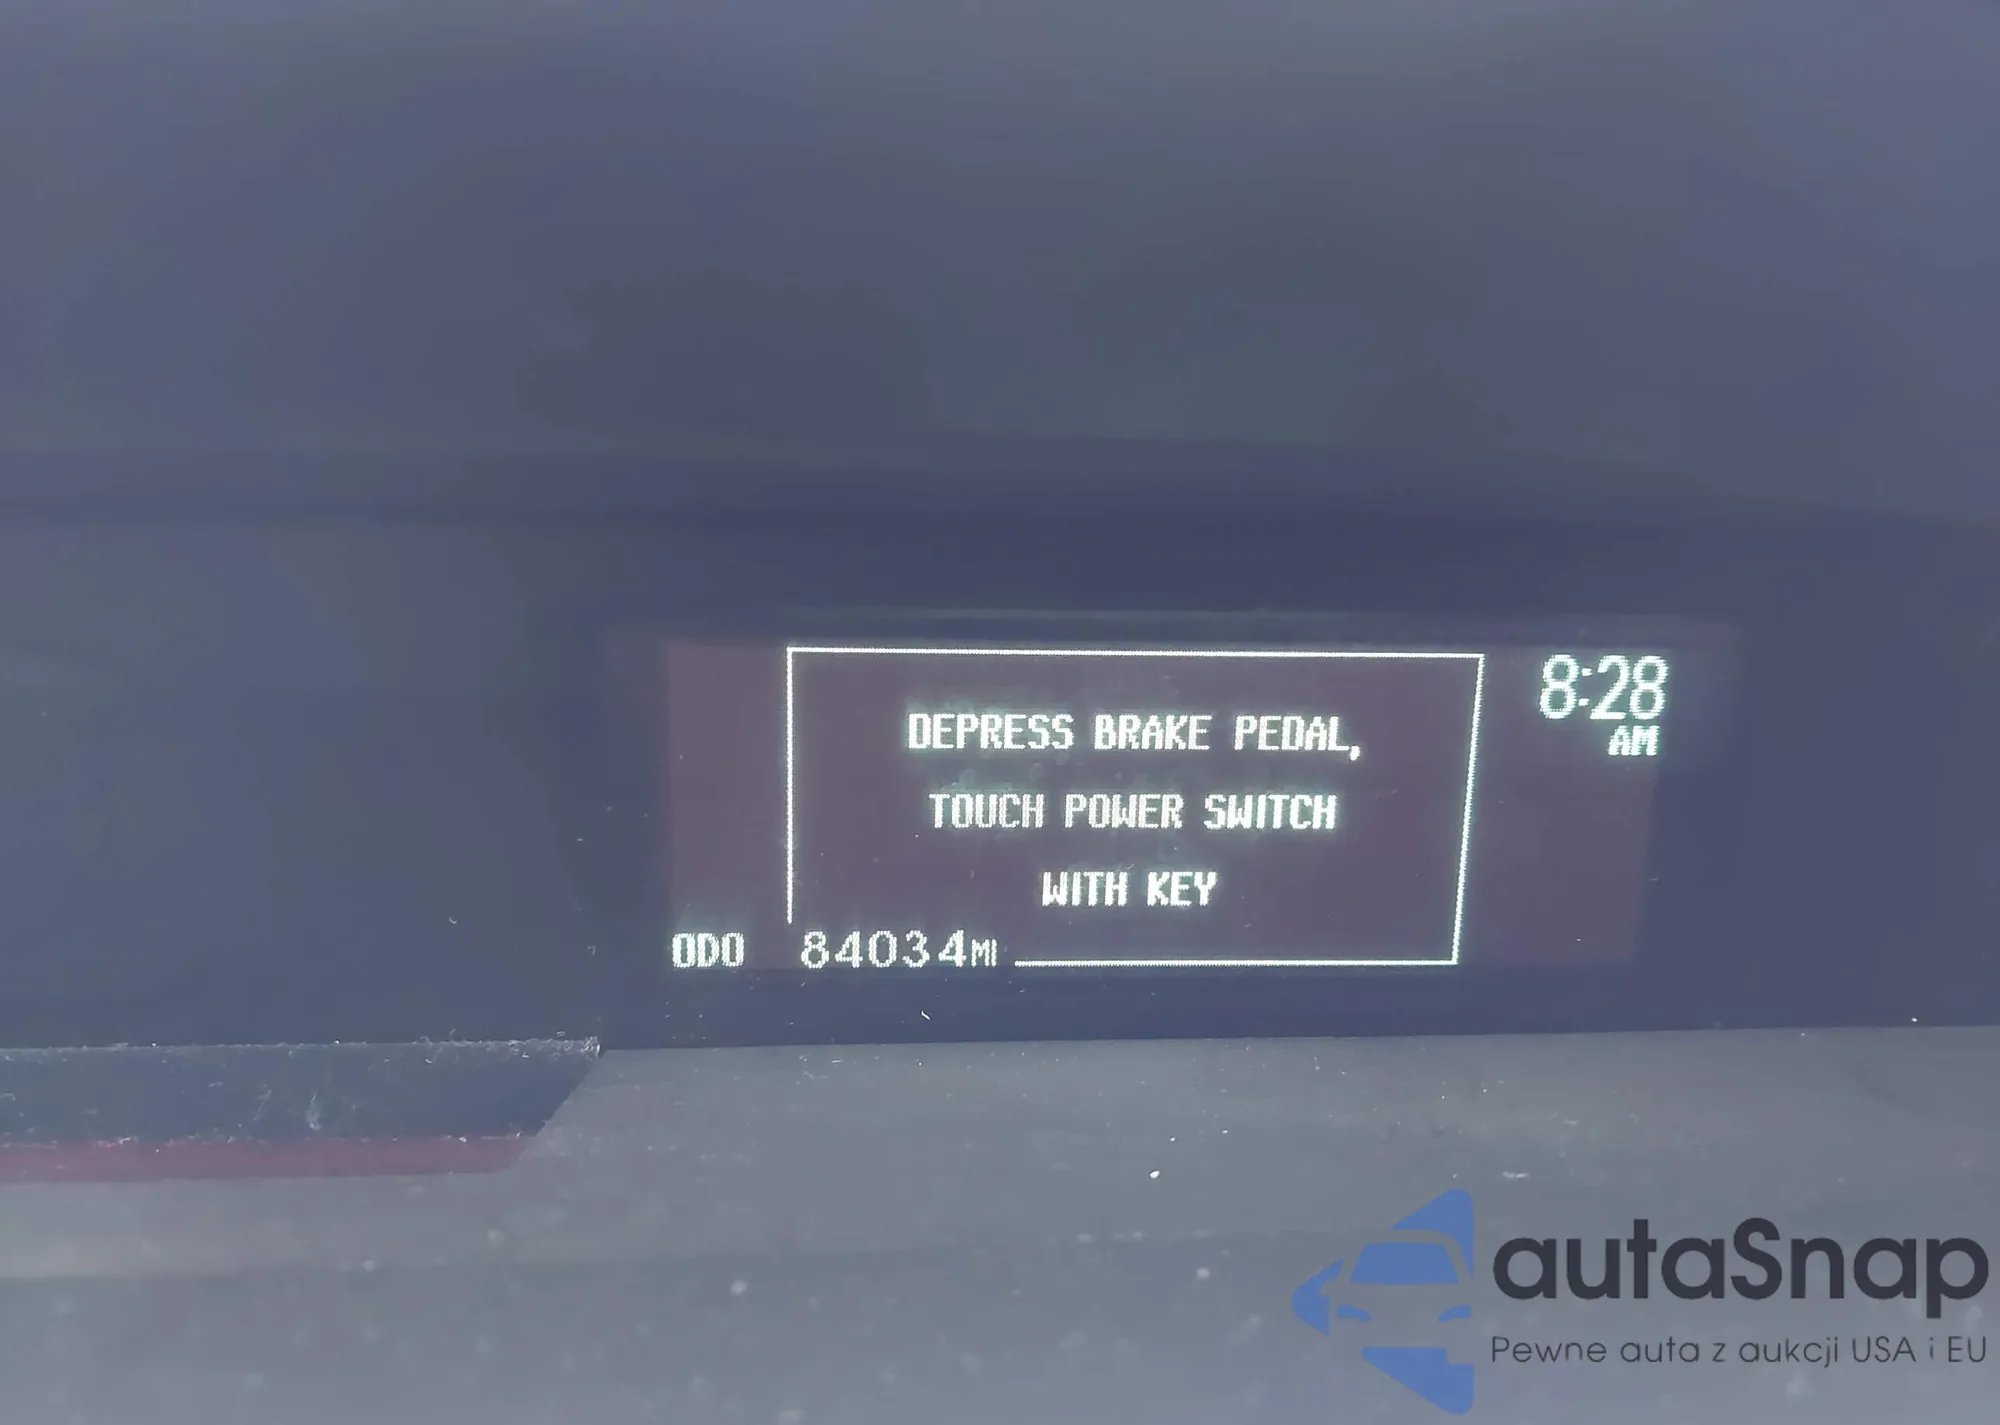 DEPRESS BRAKE PEDAL,
TOUCH POWER SWITCH
WITH KEY
8:28
AM
ODO 84034MI
autaSnap
Pewne auta z aukcji USA i EU